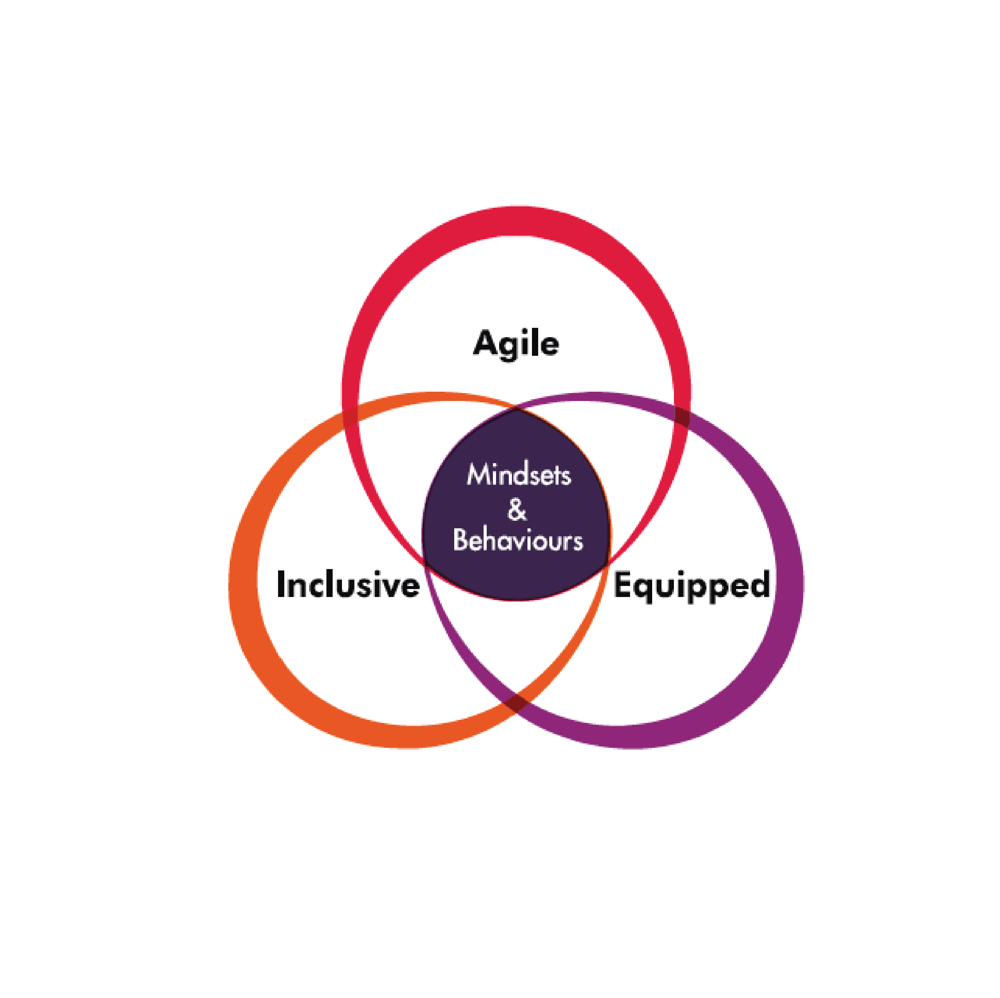 Agile
Mindsets
&
Behaviours
Inclusive
Equipped